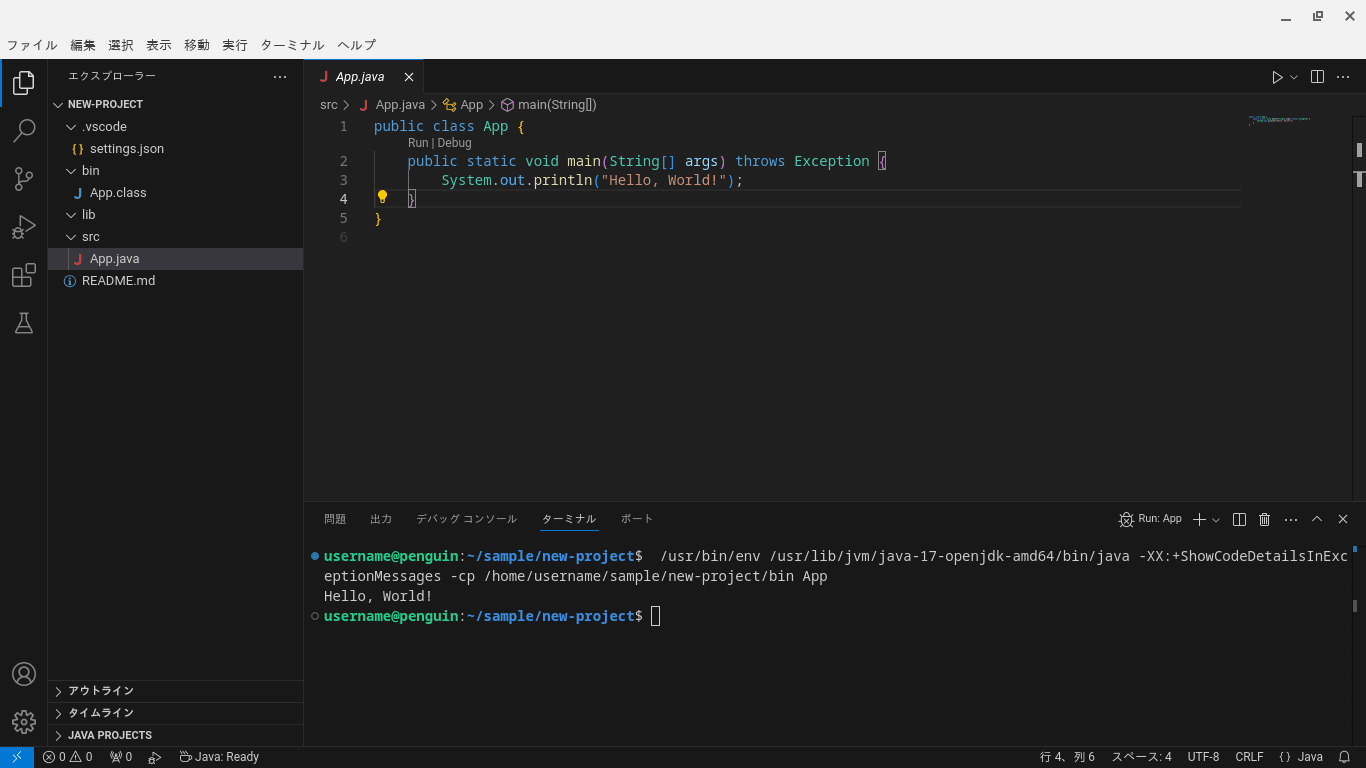 ファイル 編集 選択 表示 移動 実行 ターミナル ヘルプ
エクスプローラー
NEW-PROJECT
.vscode
settings.json
bin
App.class
lib
src
App.java
README.md
アウトライン
タイムライン
JAVA PROJECTS
App.java
src App.java App main(String[])
1 public class App {
Run | Debug
2 public static void main(String[] args) throws Exception {
3 System.out.println("Hello, World!");
4 }
5 }
6
問題 出力 デバッグ コンソール ターミナル ポート Run: App
username@penguin:~/sample/new-project$  /usr/bin/env /usr/lib/jvm/java-17-openjdk-amd64/bin/java -XX:+ShowCodeDetailsInExc
eptionMessages -cp /home/username/sample/new-project/bin App
Hello, World!
username@penguin:~/sample/new-project$
0 0 0 Java: Ready 行 4、列 6 スペース: 4 UTF-8 CRLF {} Java